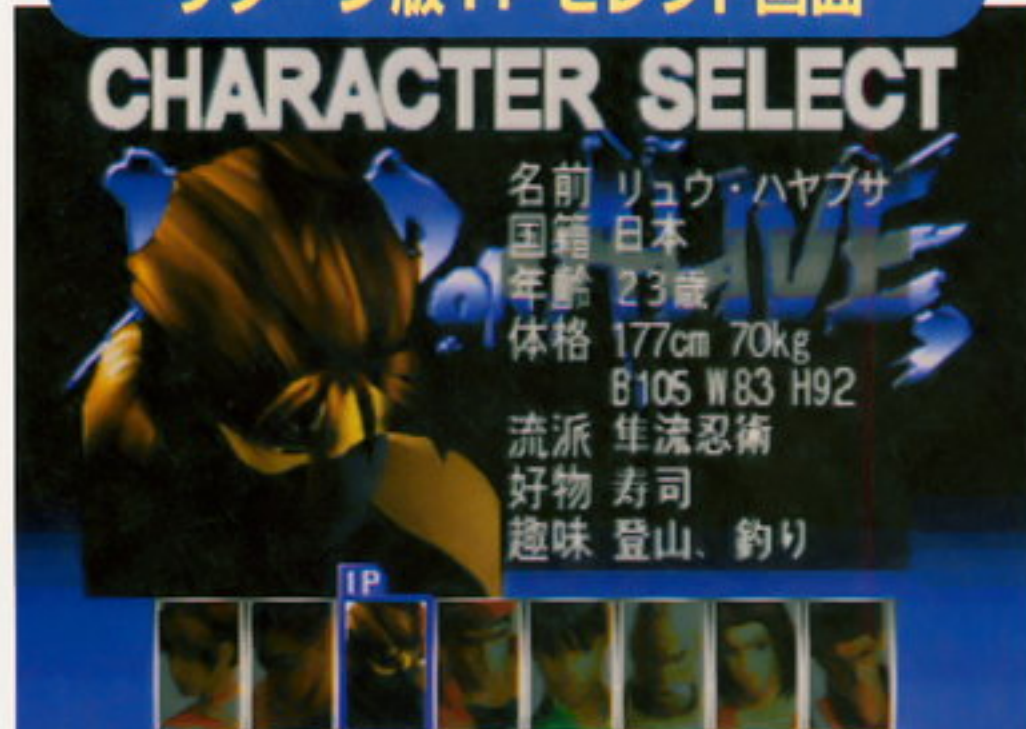 CHARACTER SELECT
名前 リュウ・ハヤブサ
国籍 日本
年齢 23歳
体格 177cm 70kg
B105 W83 H92
流派 隼流忍術
好物 寿司
趣味 登山、釣り
1P